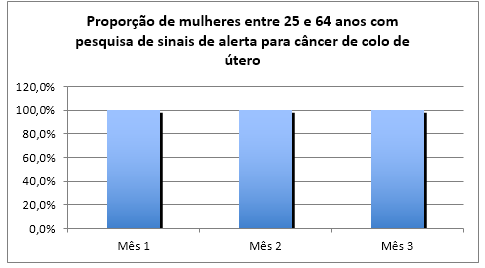 Proporção de mulheres entre 25 e 64 anos com
pesquisa de sinais de alerta para câncer de colo de
útero
120,0%
100,0%
80,0%
60,0%
40,0%
20,0%
0,0%
Mês 1
Mês 2
Mês 3